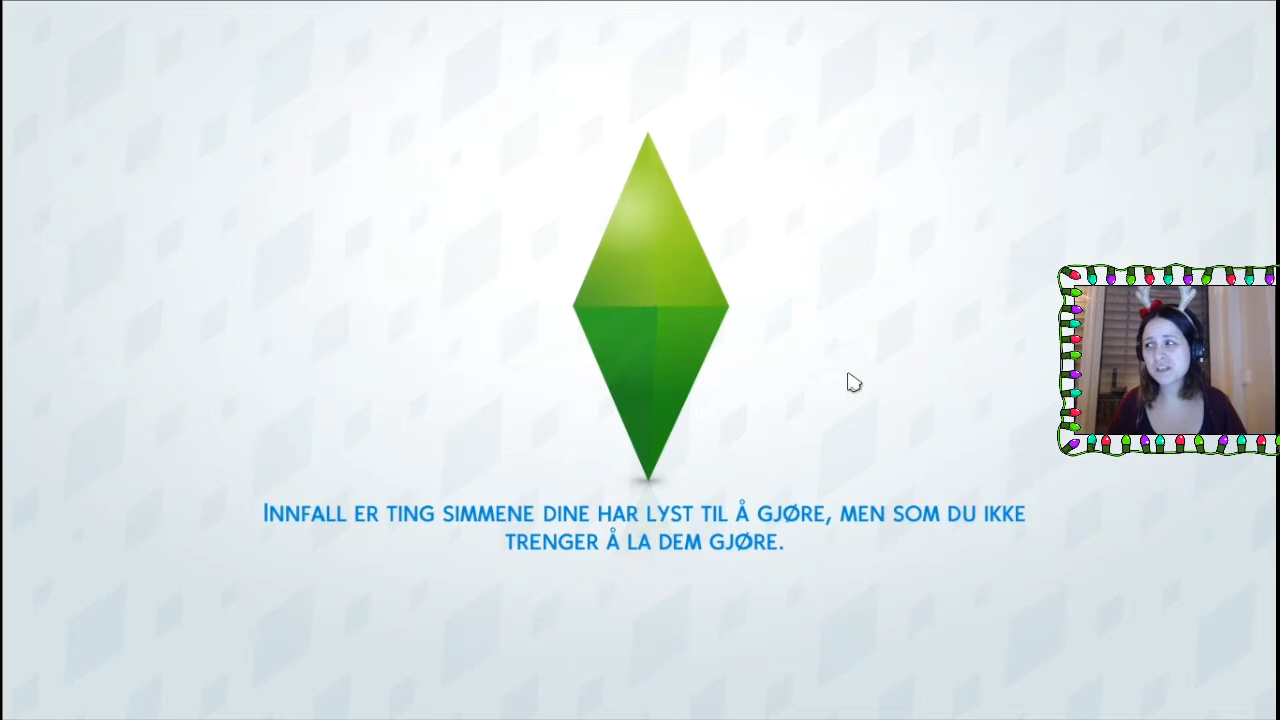 Innfall er ting simmene dine har lyst til å gjøre, men som du ikke
trenger å la dem gjøre.